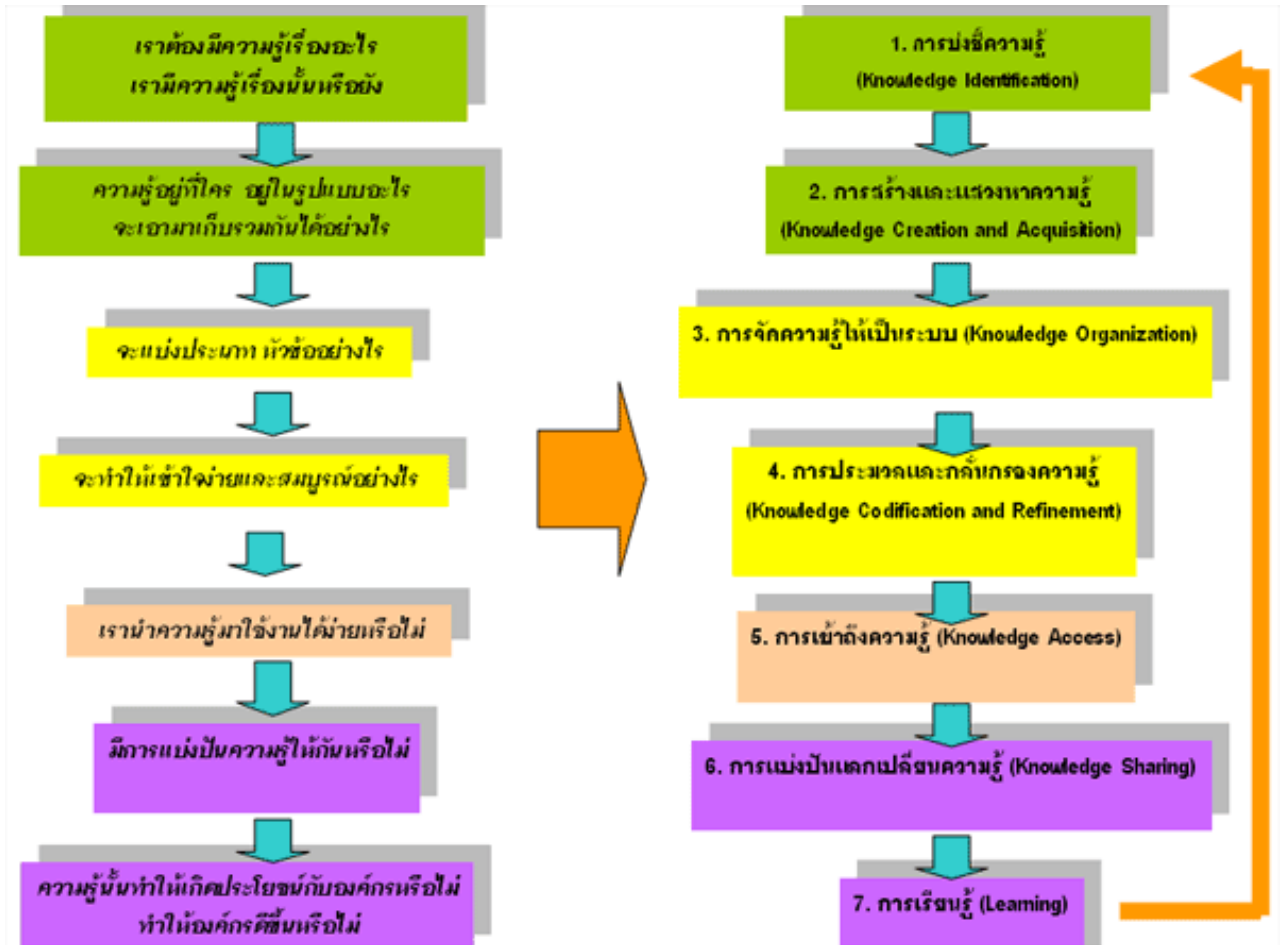 เราต้องมีความรู้เรื่องอะไร
เรามีความรู้เรื่องนั้นหรือยัง
ความรู้อยู่ที่ใคร อยู่ในรูปแบบอะไร
จะเอามาเก็บรวมกันได้อย่างไร
จะแบ่งประเภท หัวข้ออย่างไร
จะทำให้เข้าใจง่ายและสมบูรณ์อย่างไร
เรานำความรู้มาใช้งานได้ง่ายหรือไม่
มีการแบ่งปันความรู้ให้กันหรือไม่
ความรู้นั้นทำให้เกิดประโยชน์กับองค์กรหรือไม่
ทำให้องค์กรดีขึ้นหรือไม่
1. การบ่งชี้ความรู้
(Knowledge Identification)
2. การสร้างและแสวงหาความรู้
(Knowledge Creation and Acquisition)
3. การจัดความรู้ให้เป็นระบบ (Knowledge Organization)
4. การประมวลและกลั่นกรองความรู้
(Knowledge Codification and Refinement)
5. การเข้าถึงความรู้ (Knowledge Access)
6. การแบ่งปันแลกเปลี่ยนความรู้ (Knowledge Sharing)
7. การเรียนรู้ (Learning)